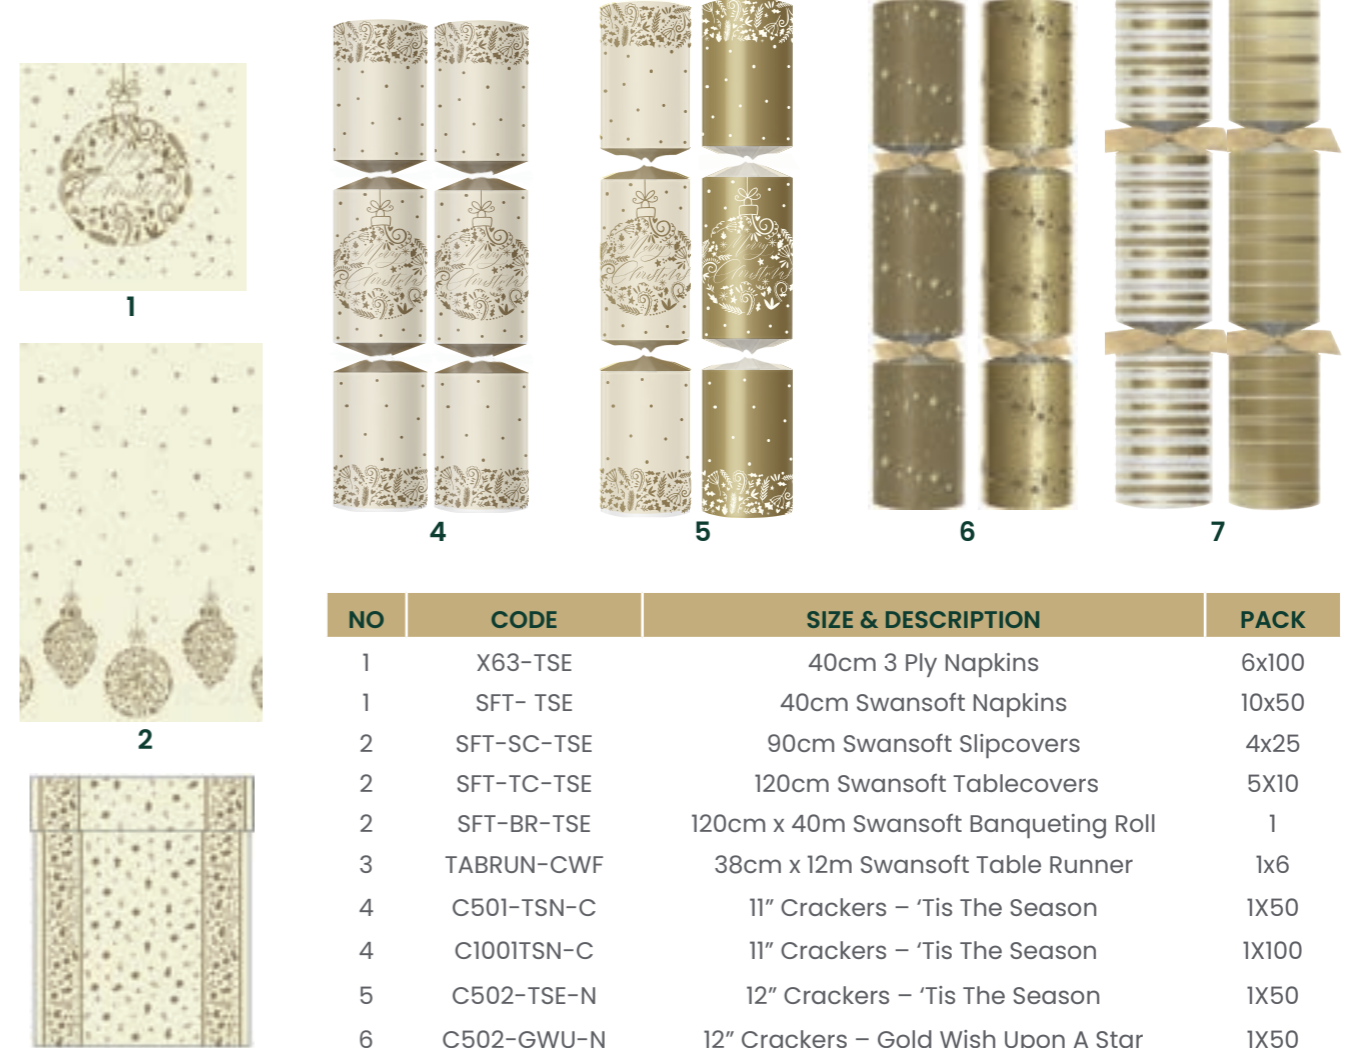 1
2
4
5
6
7
NO CODE SIZE & DESCRIPTION PACK
1 X63-TSE 40cm 3 Ply Napkins 6x100
1 SFT- TSE 40cm Swansoft Napkins 10x50
2 SFT-SC-TSE 90cm Swansoft Slipcovers 4x25
2 SFT-TC-TSE 120cm Swansoft Tablecovers 5X10
2 SFT-BR-TSE 120cm x 40m Swansoft Banqueting Roll 1
3 TABRUN-CWF 38cm x 12m Swansoft Table Runner 1x6
4 C501-TSN-C 11” Crackers – ‘Tis The Season 1X50
4 C1001TSN-C 11” Crackers – ‘Tis The Season 1X100
5 C502-TSE-N 12” Crackers – ‘Tis The Season 1X50
6 C502-GWU-N 12” Crackers – Gold Wish Upon A Star 1X50